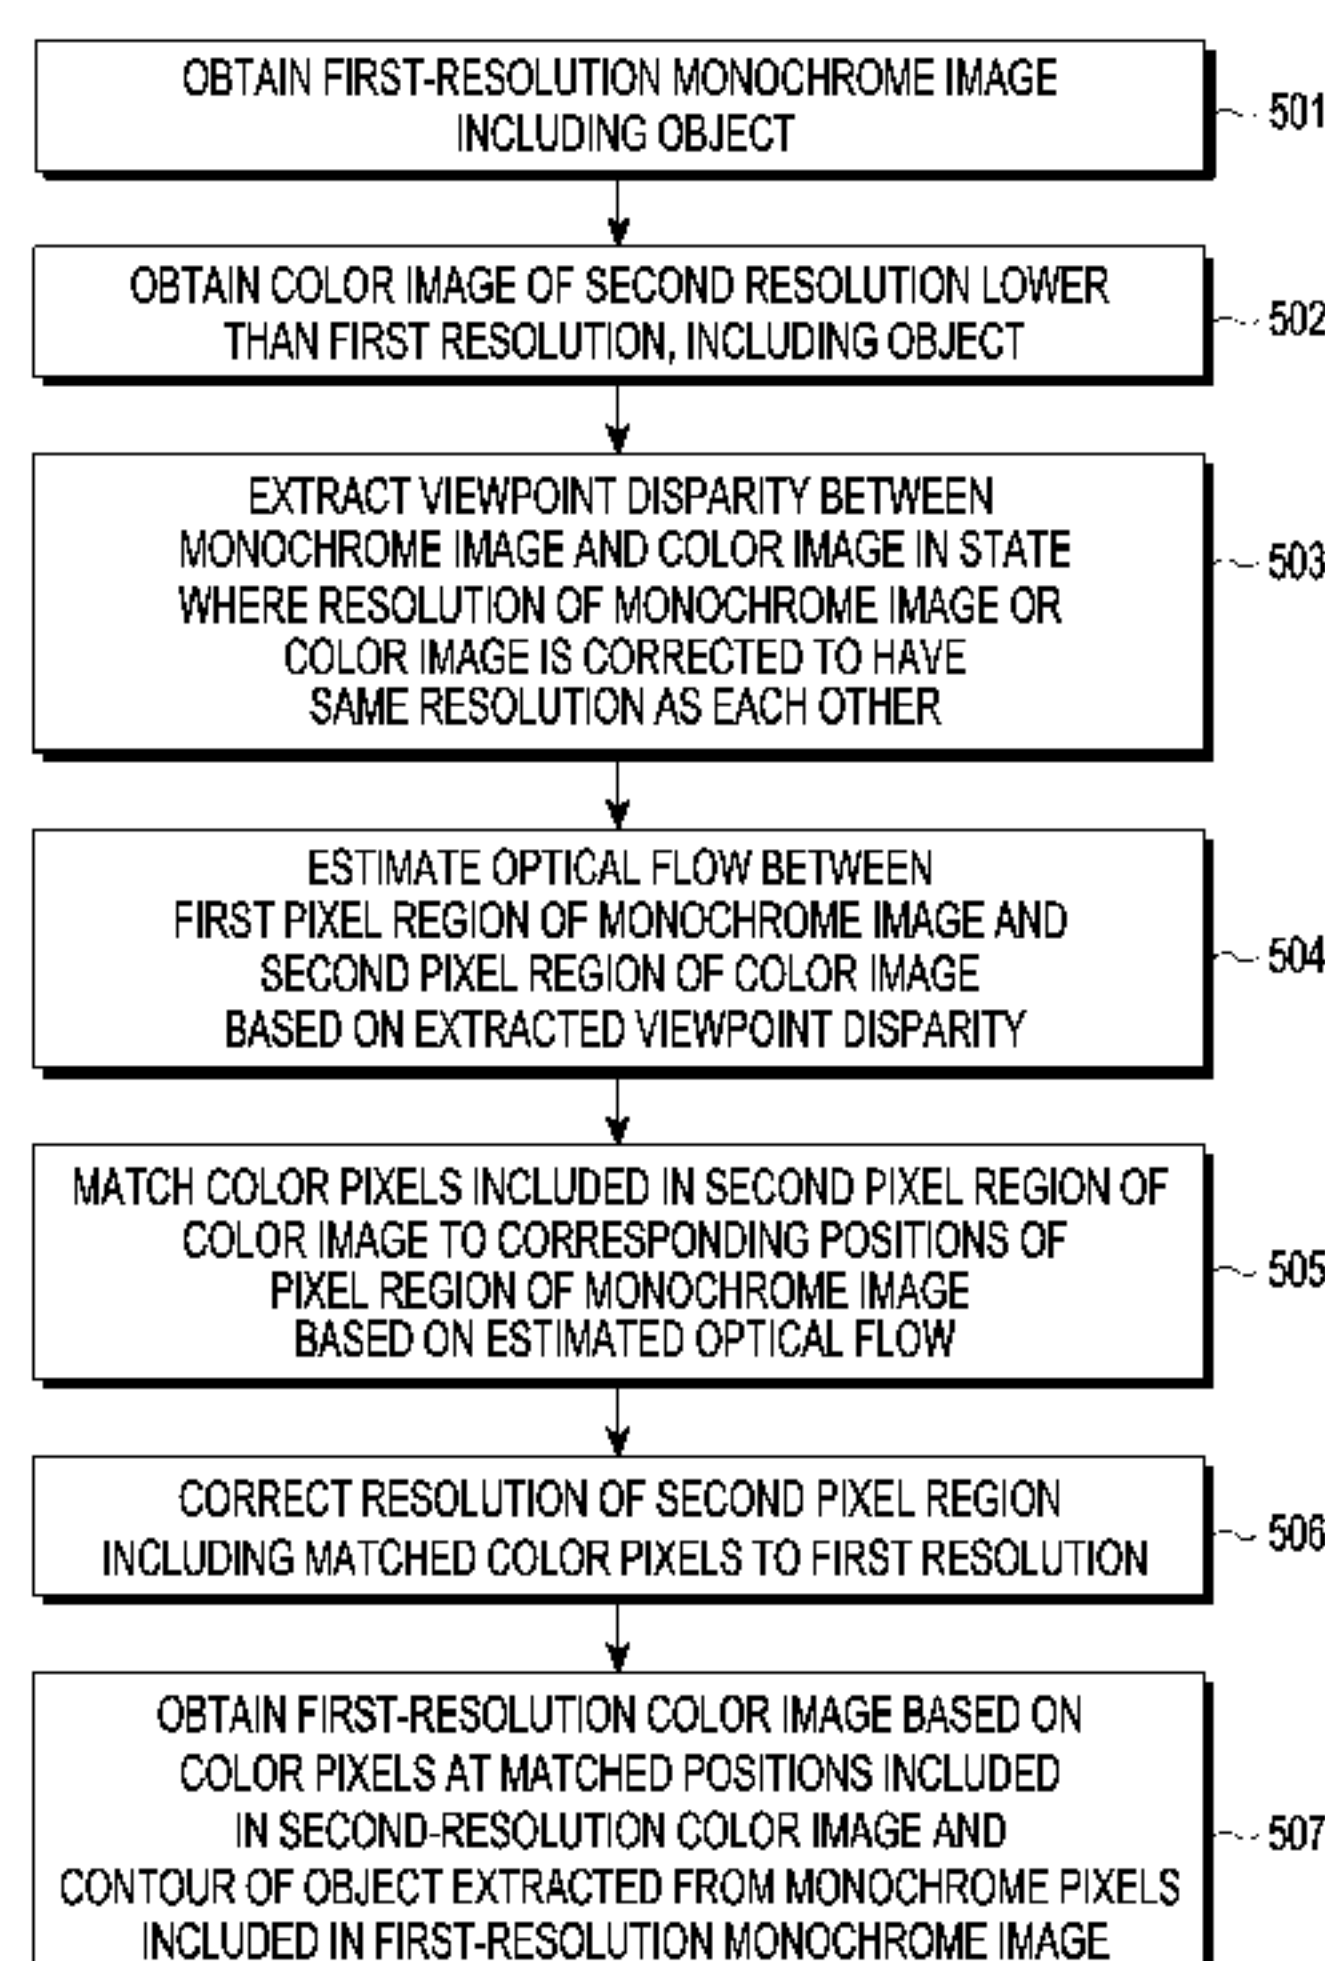 OBTAIN FIRST-RESOLUTION MONOCHROME IMAGE
INCLUDING OBJECT
501
OBTAIN COLOR IMAGE OF SECOND RESOLUTION LOWER
THAN FIRST RESOLUTION, INCLUDING OBJECT
502
EXTRACT VIEWPOINT DISPARITY BETWEEN
MONOCHROME IMAGE AND COLOR IMAGE IN STATE
WHERE RESOLUTION OF MONOCHROME IMAGE OR
COLOR IMAGE IS CORRECTED TO HAVE
SAME RESOLUTION AS EACH OTHER
503
ESTIMATE OPTICAL FLOW BETWEEN
FIRST PIXEL REGION OF MONOCHROME IMAGE AND
SECOND PIXEL REGION OF COLOR IMAGE
BASED ON EXTRACTED VIEWPOINT DISPARITY
504
MATCH COLOR PIXELS INCLUDED IN SECOND PIXEL REGION OF
COLOR IMAGE TO CORRESPONDING POSITIONS OF
PIXEL REGION OF MONOCHROME IMAGE
BASED ON ESTIMATED OPTICAL FLOW
505
CORRECT RESOLUTION OF SECOND PIXEL REGION
INCLUDING MATCHED COLOR PIXELS TO FIRST RESOLUTION
506
OBTAIN FIRST-RESOLUTION COLOR IMAGE BASED ON
COLOR PIXELS AT MATCHED POSITIONS INCLUDED
IN SECOND-RESOLUTION COLOR IMAGE AND
CONTOUR OF OBJECT EXTRACTED FROM MONOCHROME PIXELS
INCLUDED IN FIRST-RESOLUTION MONOCHROME IMAGE
507